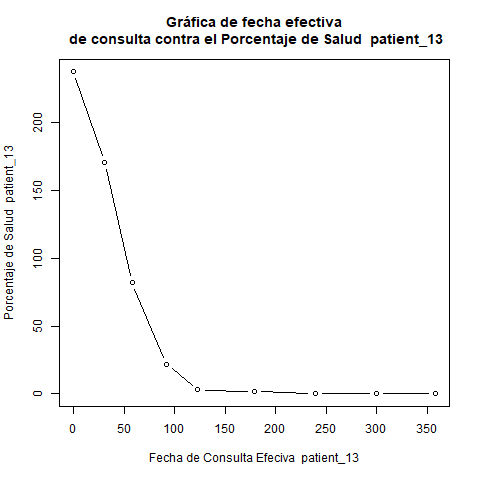 Gráfica de fecha efectiva
de consulta contra el Porcentaje de Salud patient_13
Porcentaje de Salud patient_13
200
150
100
50
0
0 50 100 150 200 250 300 350
Fecha de Consulta Efeciva patient_13